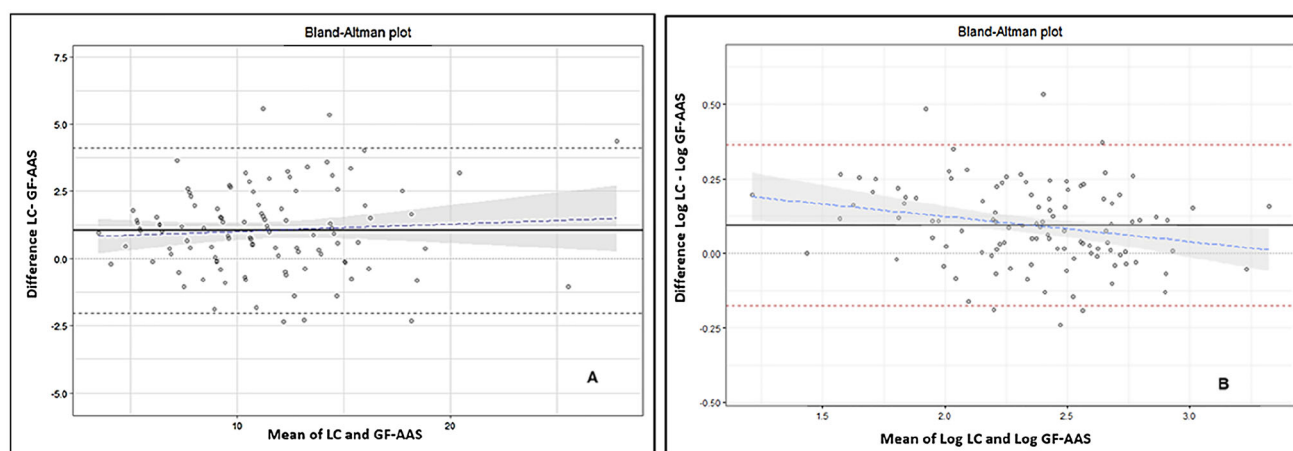 Bland-Altman plot
7.5
5.0
2.5
0.0
-2.5
-5.0
Difference LC- GF-AAS
10
20
Mean of LC and GF-AAS
A
Bland-Altman plot
0.50
0.25
0.00
-0.25
-0.50
Difference Log LC - Log GF-AAS
1.5
2.0
2.5
3.0
Mean of Log LC and Log GF-AAS
B